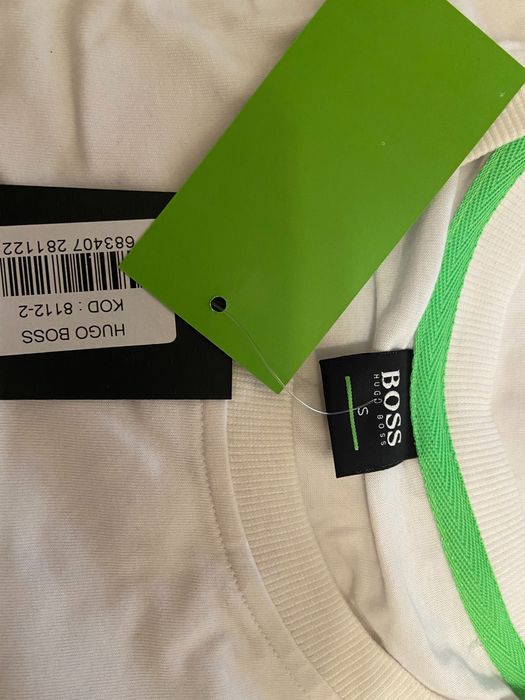 HUGO BOSS
KOD : 8112-2
683407 281122
BOSS
HUGO BOSS
S